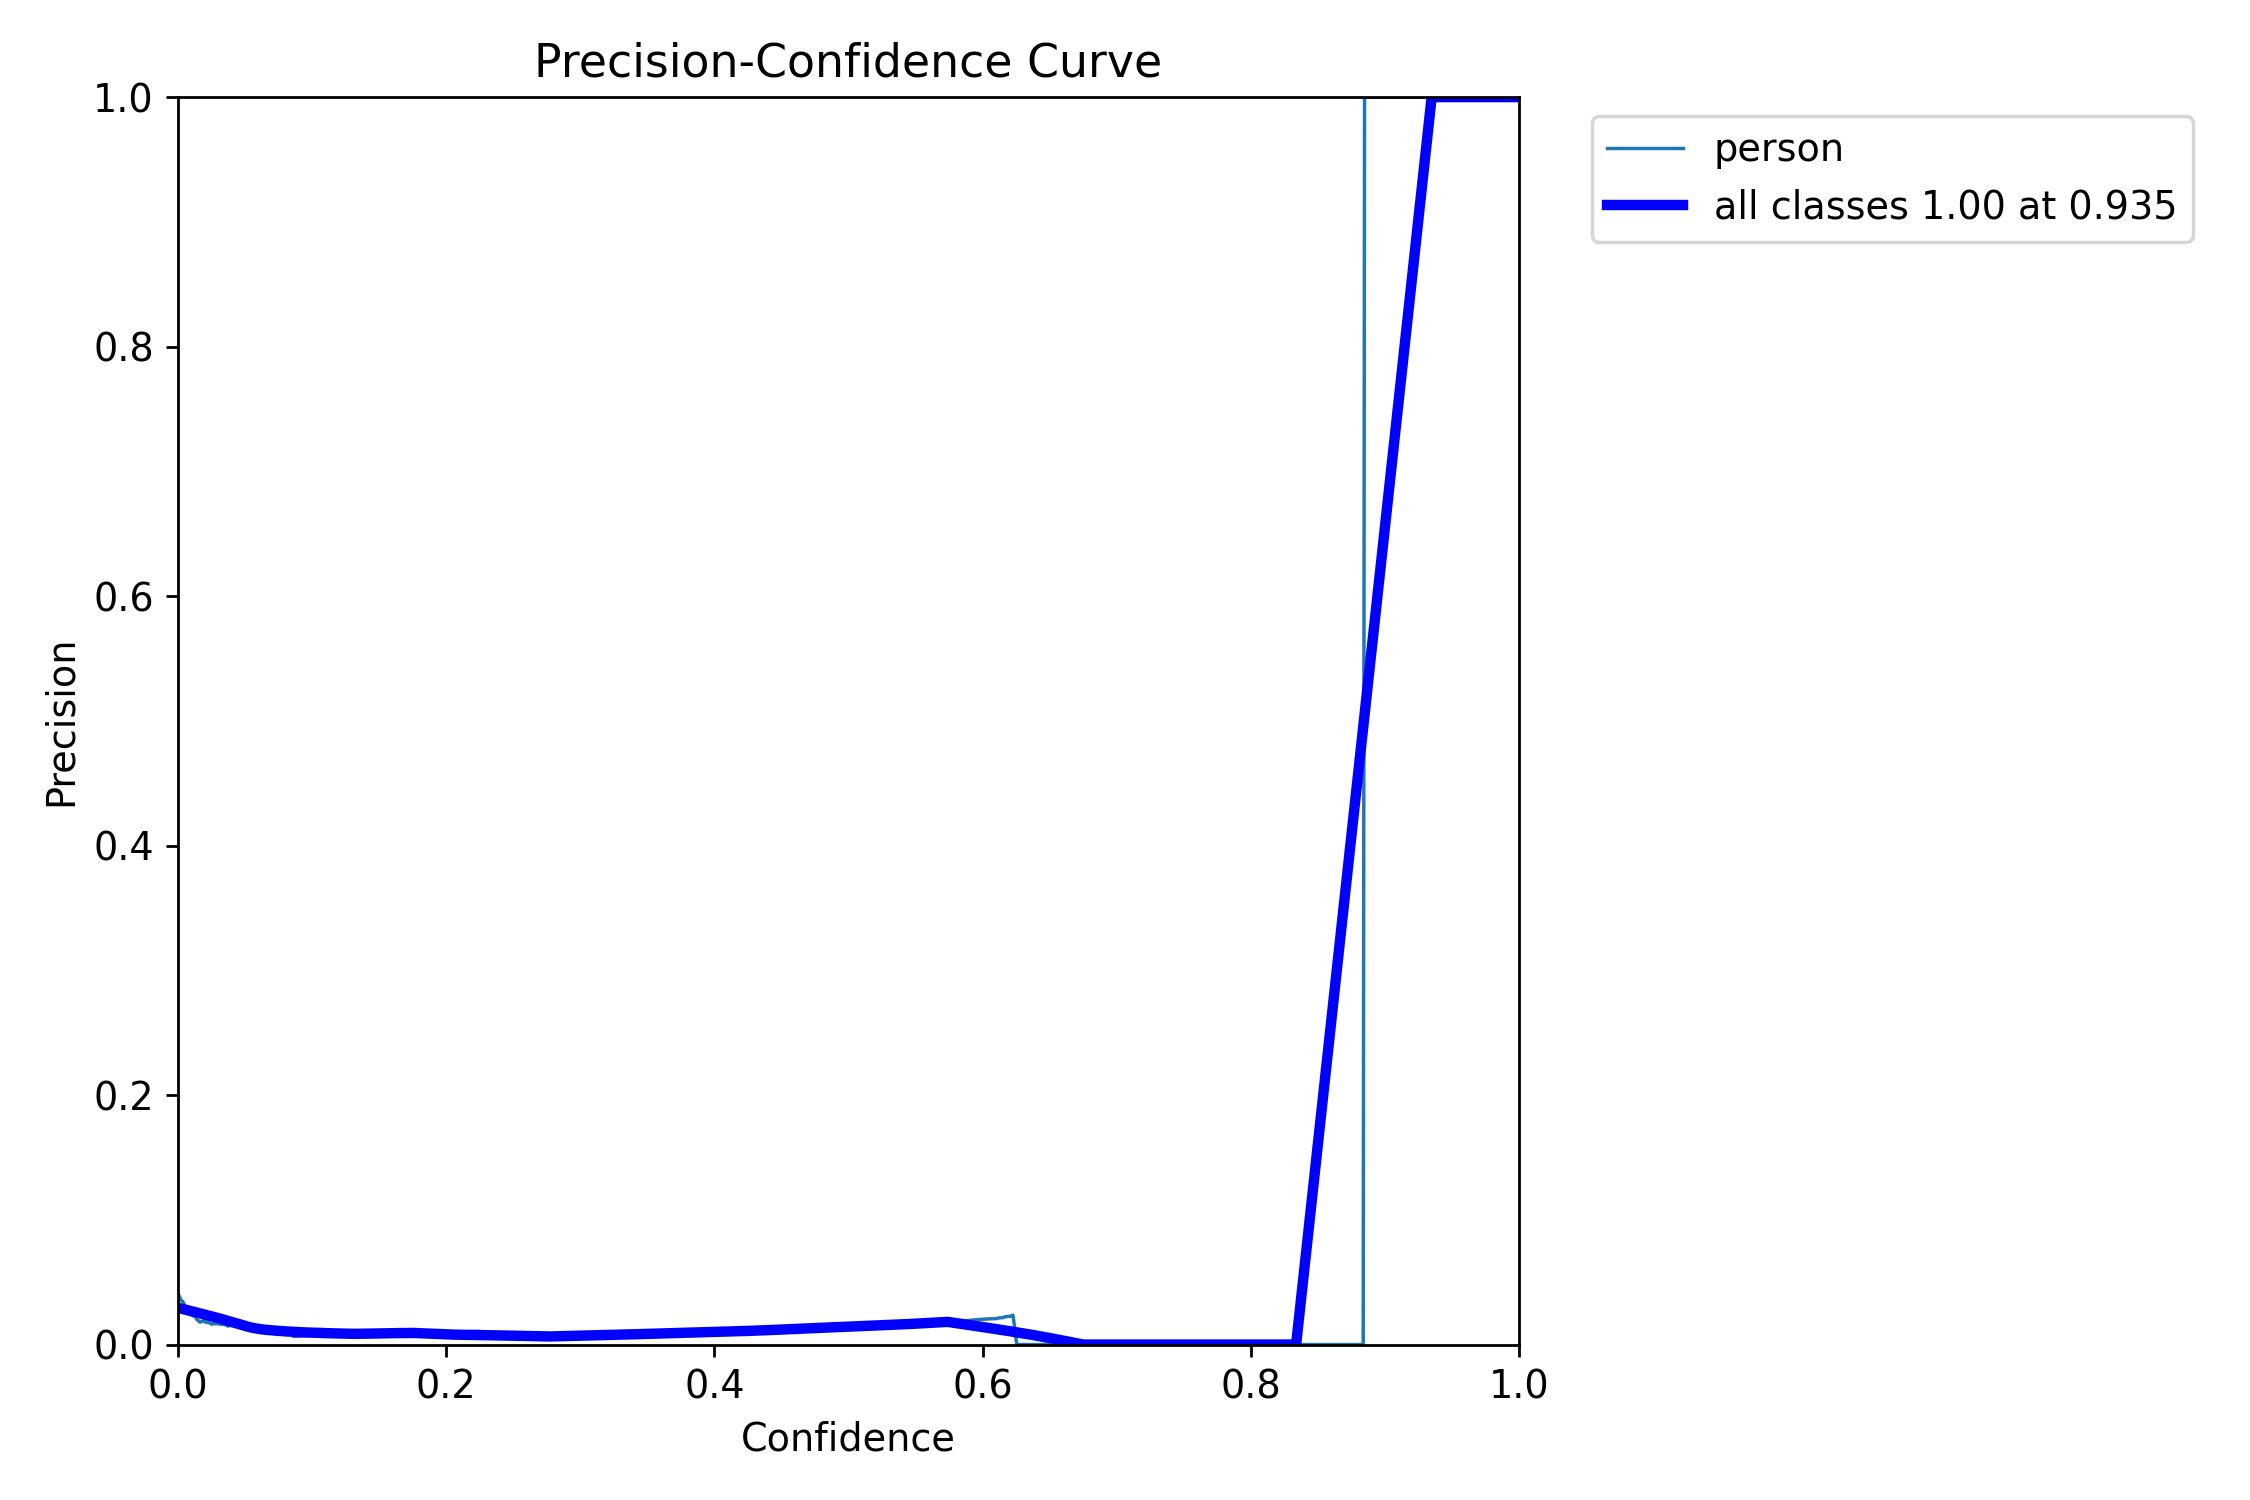 Precision-Confidence Curve
1.0
0.8
0.6
0.4
0.2
0.0
Precision
0.0 0.2 0.4 0.6 0.8 1.0
Confidence
person
all classes 1.00 at 0.935